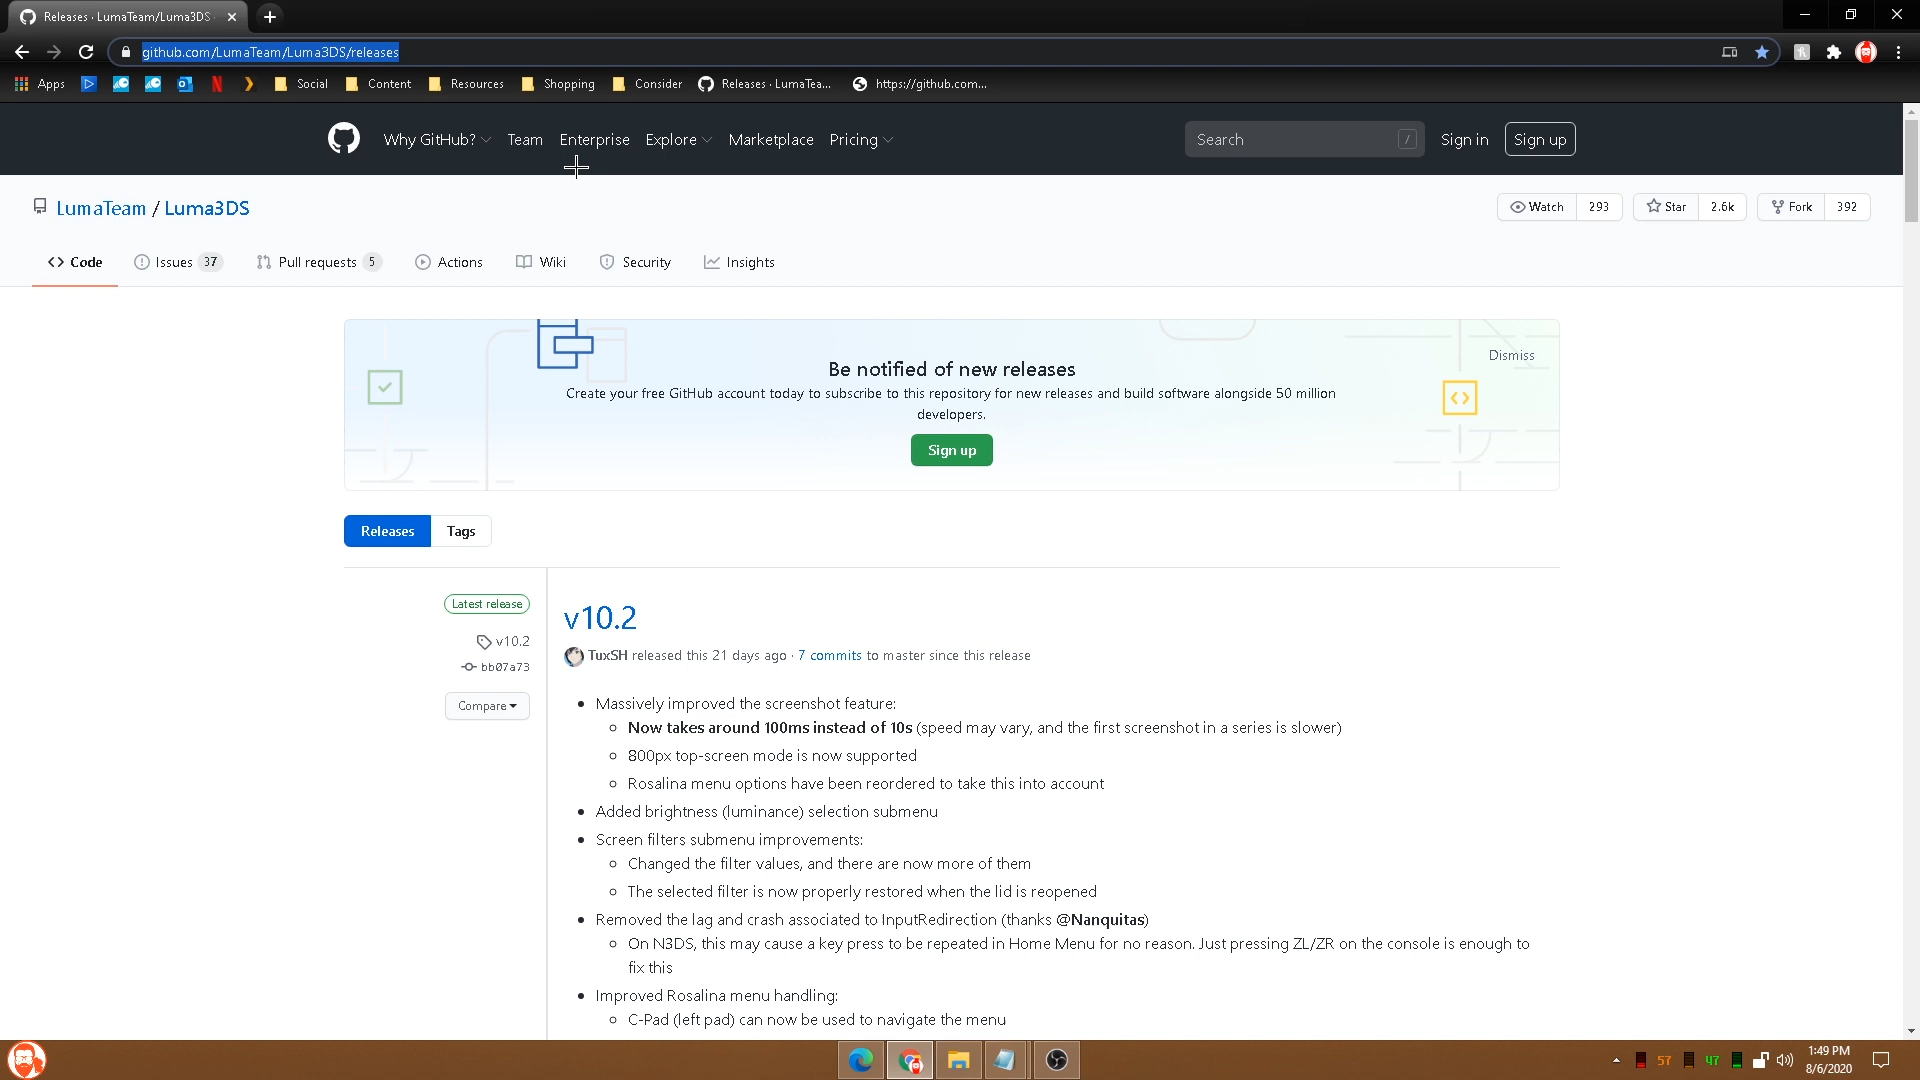 Releases · LumaTeam/Luma3DS
github.com/LumaTeam/Luma3DS/releases
Apps Social Content Resources Shopping Consider Releases · LumaTea... https://github.com...
Why GitHub? Team Enterprise Explore Marketplace Pricing Search / Sign in Sign up
LumaTeam / Luma3DS Watch 293 Star 2.6k Fork 392
Code Issues 37 Pull requests 5 Actions Wiki Security Insights
Dismiss
Be notified of new releases
Create your free GitHub account today to subscribe to this repository for new releases and build software alongside 50 million
developers.
Sign up
Releases Tags
Latest release
v10.2
v10.2
TuxSH released this 21 days ago · 7 commits to master since this release
bb07a73
Compare
• Massively improved the screenshot feature:
Now takes around 100ms instead of 10s (speed may vary, and the first screenshot in a series is slower)
800px top-screen mode is now supported
Rosalina menu options have been reordered to take this into account
• Added brightness (luminance) selection submenu
• Screen filters submenu improvements:
Changed the filter values, and there are now more of them
The selected filter is now properly restored when the lid is reopened
• Removed the lag and crash associated to InputRedirection (thanks @Nanquitas)
On N3DS, this may cause a key press to be repeated in Home Menu for no reason. Just pressing ZL/ZR on the console is enough to
fix this
• Improved Rosalina menu handling:
C-Pad (left pad) can now be used to navigate the menu
57 47 1:49 PM
8/6/2020